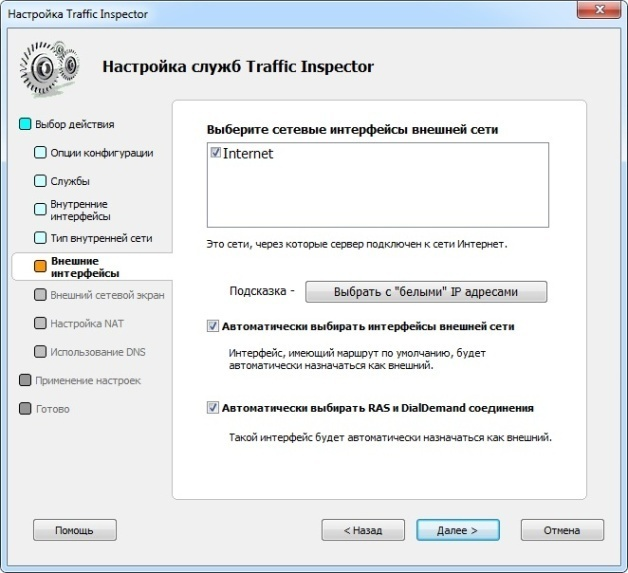 Настройка Traffic Inspector
Настройка служб Traffic Inspector
Выбор действия
Опции конфигурации
Службы
Внутренние
интерфейсы
Тип внутренней сети
Внешние
интерфейсы
Внешний сетевой экран
Настройка NAT
Использование DNS
Применение настроек
Готово
Выберите сетевые интерфейсы внешней сети
Internet
Это сети, через которые сервер подключен к сети Интернет.
Подсказка - Выбрать с "белыми" IP адресами
Автоматически выбирать интерфейсы внешней сети
Интерфейс, имеющий маршрут по умолчанию, будет
автоматически назначаться как внешний.
Автоматически выбирать RAS и DialDemand соединения
Такой интерфейс будет автоматически назначаться как внешний.
Помощь < Назад Далее > Отмена